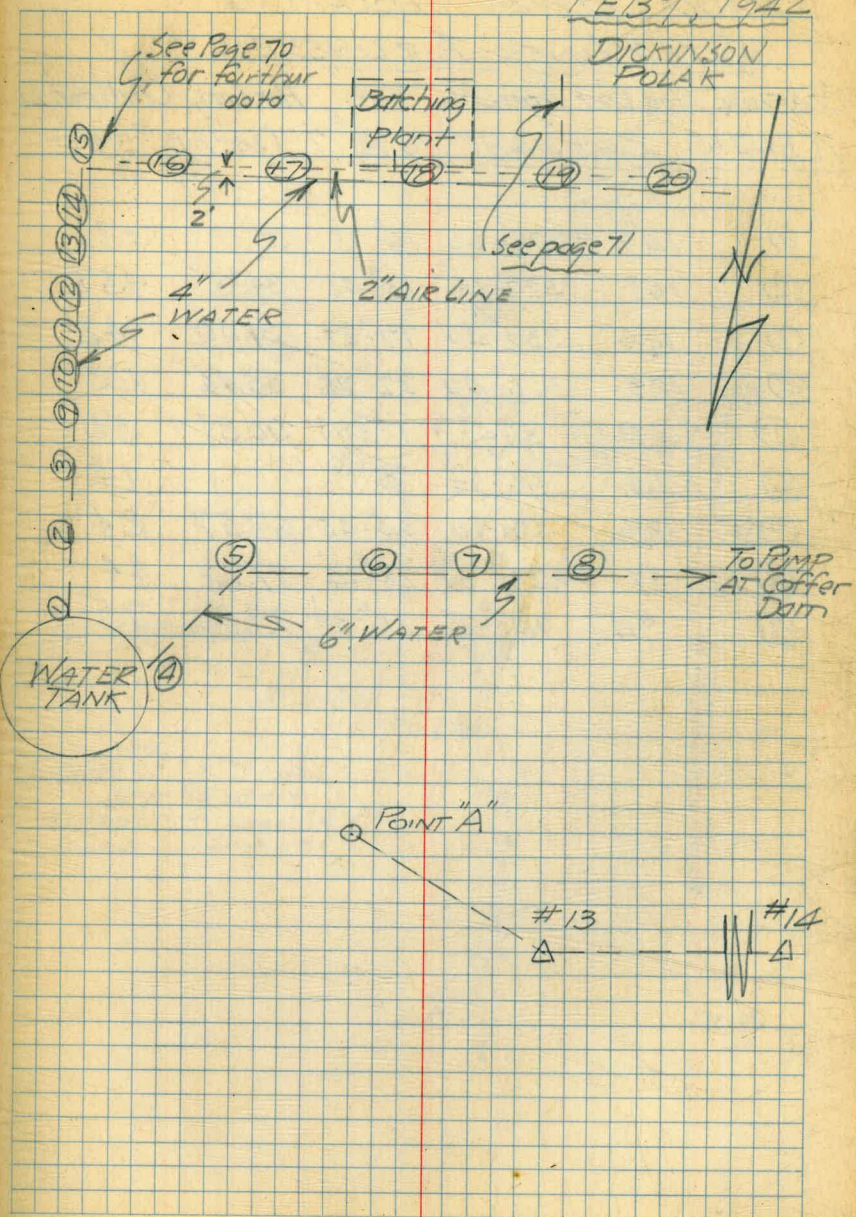 FEB 7, 1942
DICKINSON
POLAK
See Page 70
for farthur
data
Batching
Plant
15
16
17
18
19
20
2'
14
13
12
11
10
9
3
2
1
4"
WATER
2" AIR LINE
See page 71
N
5
6
7
8
To PUMP
AT Coffer
Dam
6" WATER
WATER
TANK
4
POINT "A"
#13
#14